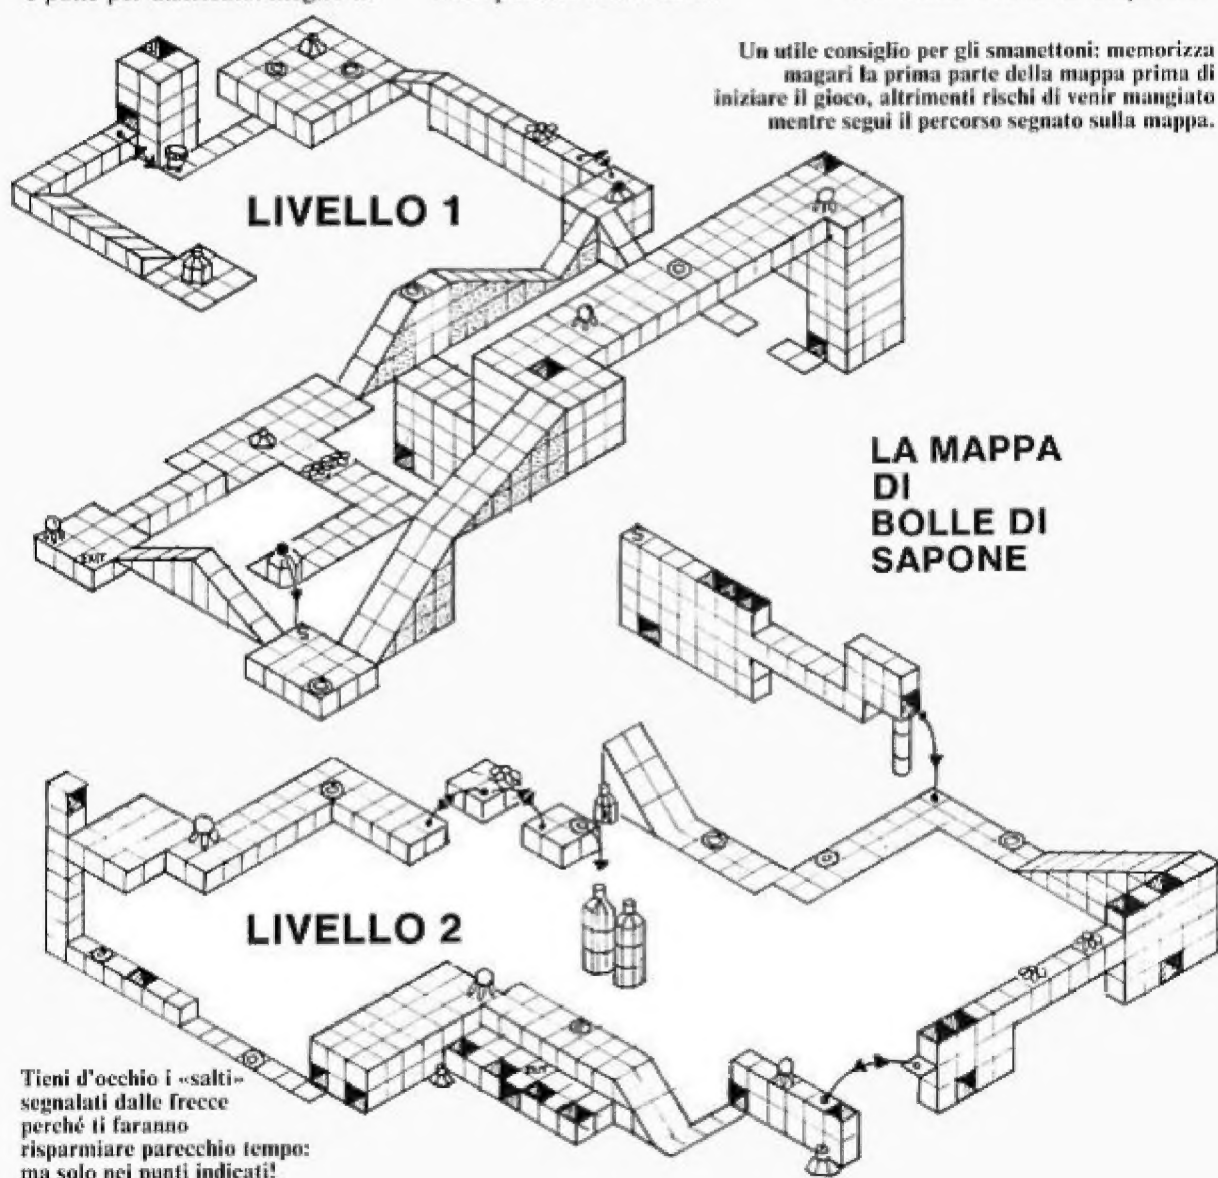 Un utile consiglio per gli smanettoni: memorizza
magari la prima parte della mappa prima di
iniziare il gioco, altrimenti rischi di venir mangiato
mentre segui il percorso segnato sulla mappa.
LIVELLO 1
S
EXIT
S
LA MAPPA
DI
BOLLE DI
SAPONE
S
LIVELLO 2
EXIT
Tieni d'occhio i «salti»
segnalati dalle frecce
perché ti faranno
risparmiare parecchio tempo:
ma solo nei punti indicati!